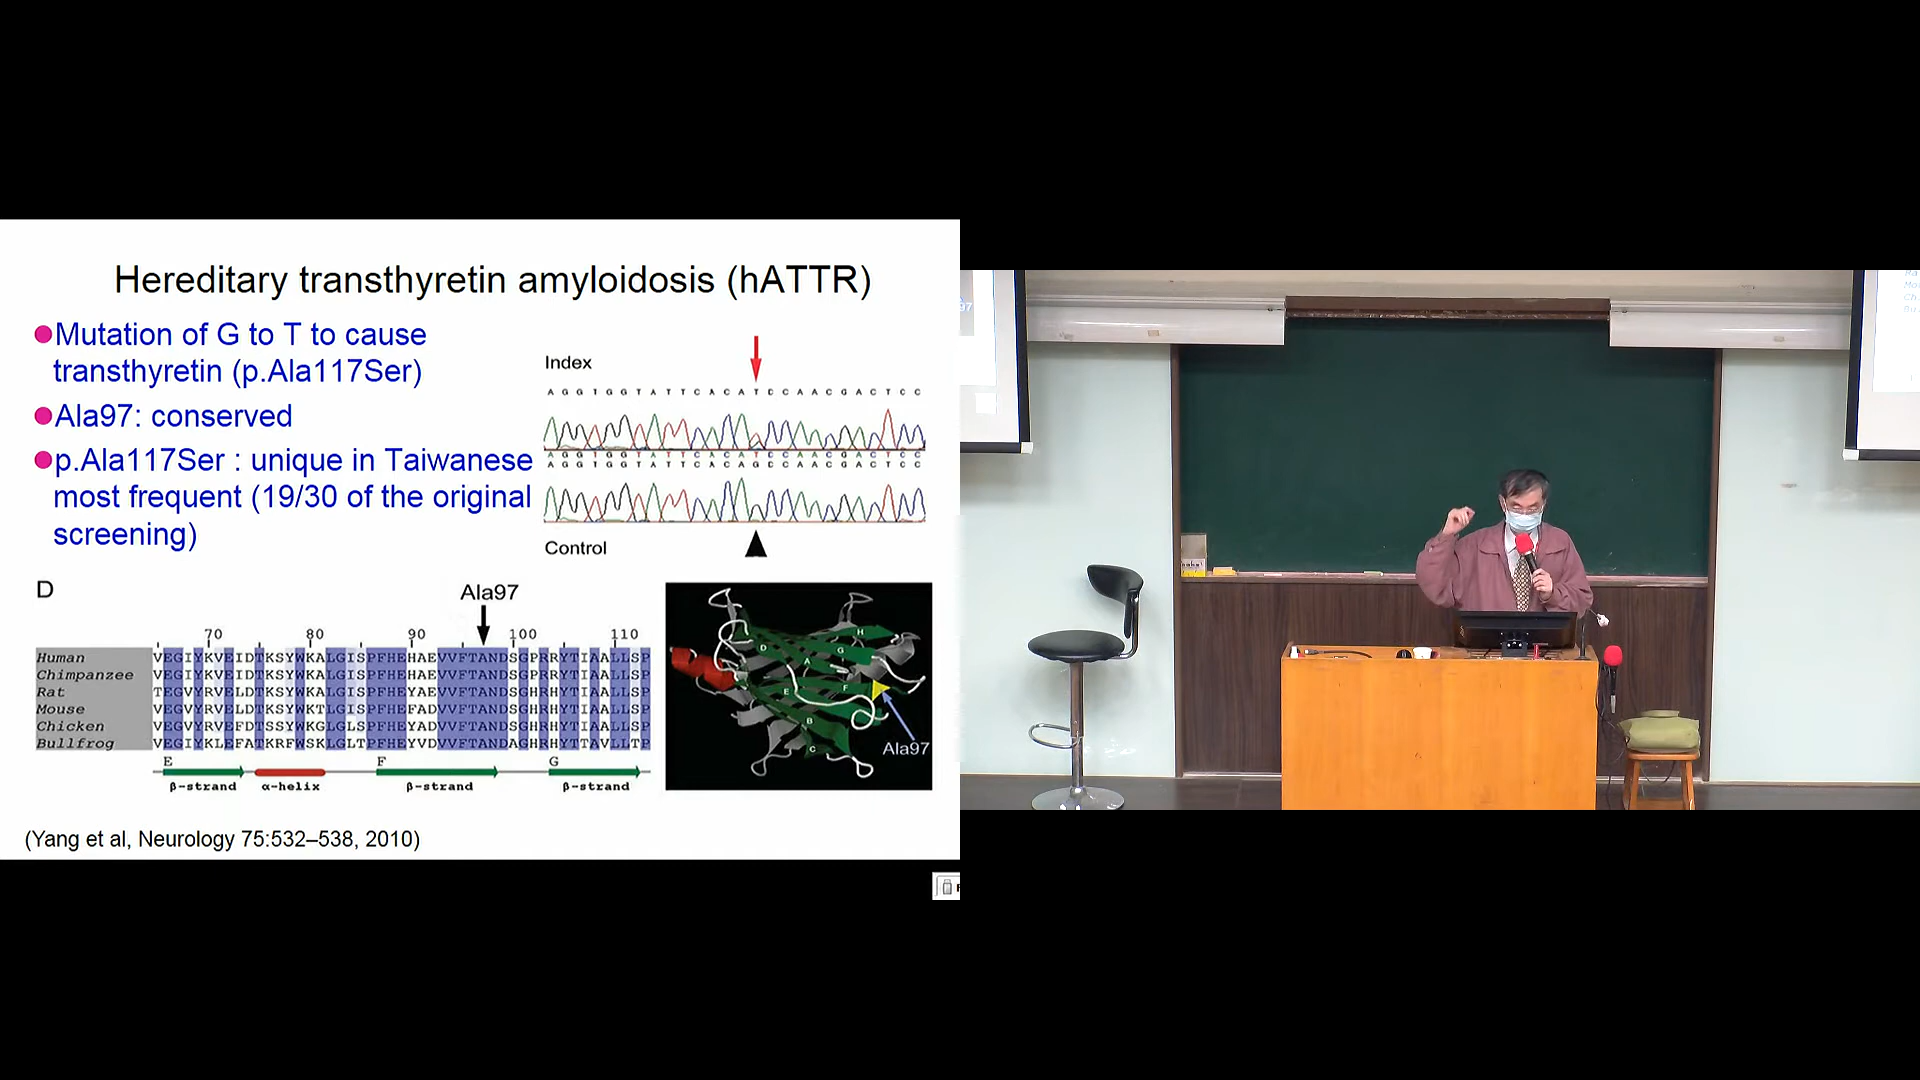 Hereditary transthyretin amyloidosis (hATTR)
Mutation of G to T to cause
transthyretin (p.Ala117Ser)
Ala97: conserved
p.Ala117Ser : unique in Taiwanese
most frequent (19/30 of the original
screening)
Index
A G G T G G T A T T C A C A T C C A A C G A C T C C
A G G T G G T A T T C A C A T C C A A C G A C T C C
A G G T G G T A T T C A C A G C C A A C G A C T C C
Control
D
Ala97
70 80 90 100 110
Human VEGIYKVEIDTKSYWKALGISPFHEHAEVVFTANDSGPRRYTIAALLSP
Chimpanzee VEGIYKVEIDTKSYWKALGISPFHEHAEVVFTANDSGPRRYTIAALLSP
Rat TEGVYRVELDTKSYWKALGISPFHEYAEVVFTANDSGHRHYTIAALLSP
Mouse VEGVYRVELDTKSYWKTLGISPFHEFADVVFTANDSGHRHYTIAALLSP
Chicken VEGVYRVEFDTSSYWKGLGLSPFHEYADVVFTANDSGHRHYTIAALLSP
Bullfrog VEGIYKLEFATKRFWSKLGLTPFHEYVDVVFTANDAGHRHYTTAVLLTP
E F G
β-strand α-helix β-strand β-strand
H
D G
A
E F
B
C
Ala97
(Yang et al, Neurology 75:532–538, 2010)